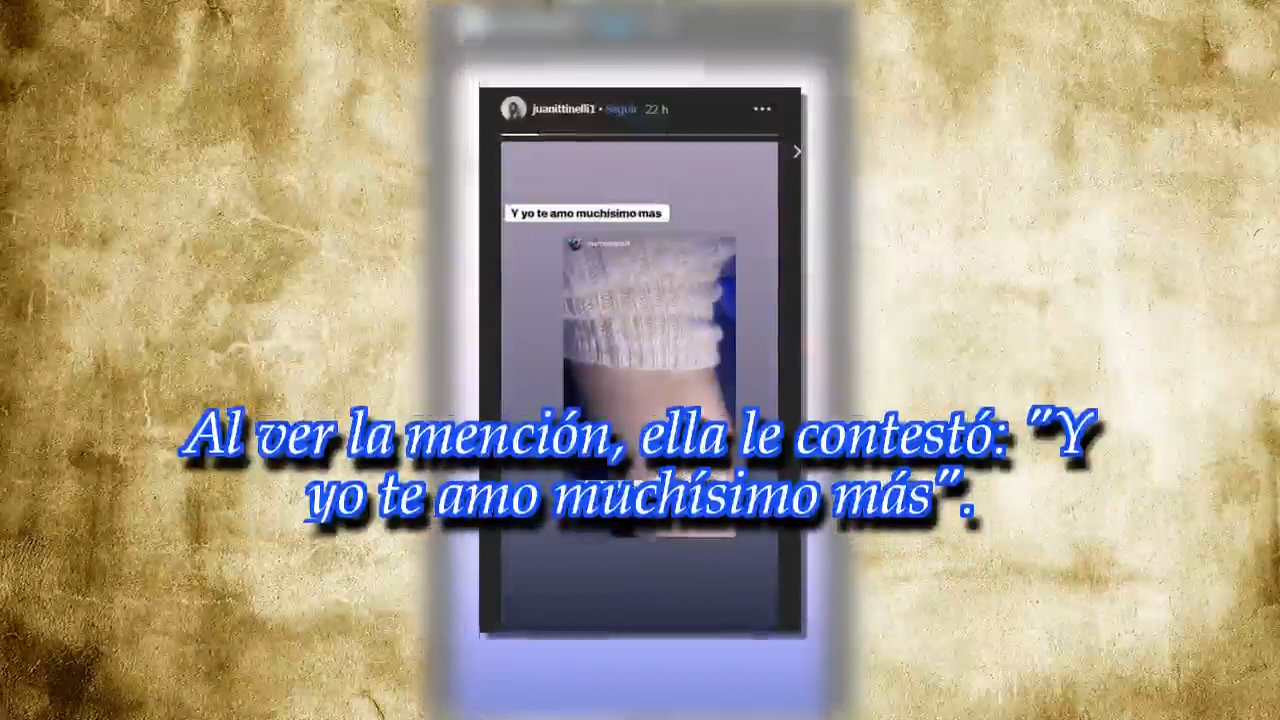 juanittinelli1 • Seguir 22 h
Y yo te amo muchísimo mas
Al ver la mención, ella le contestó: "Y
yo te amo muchísimo más".